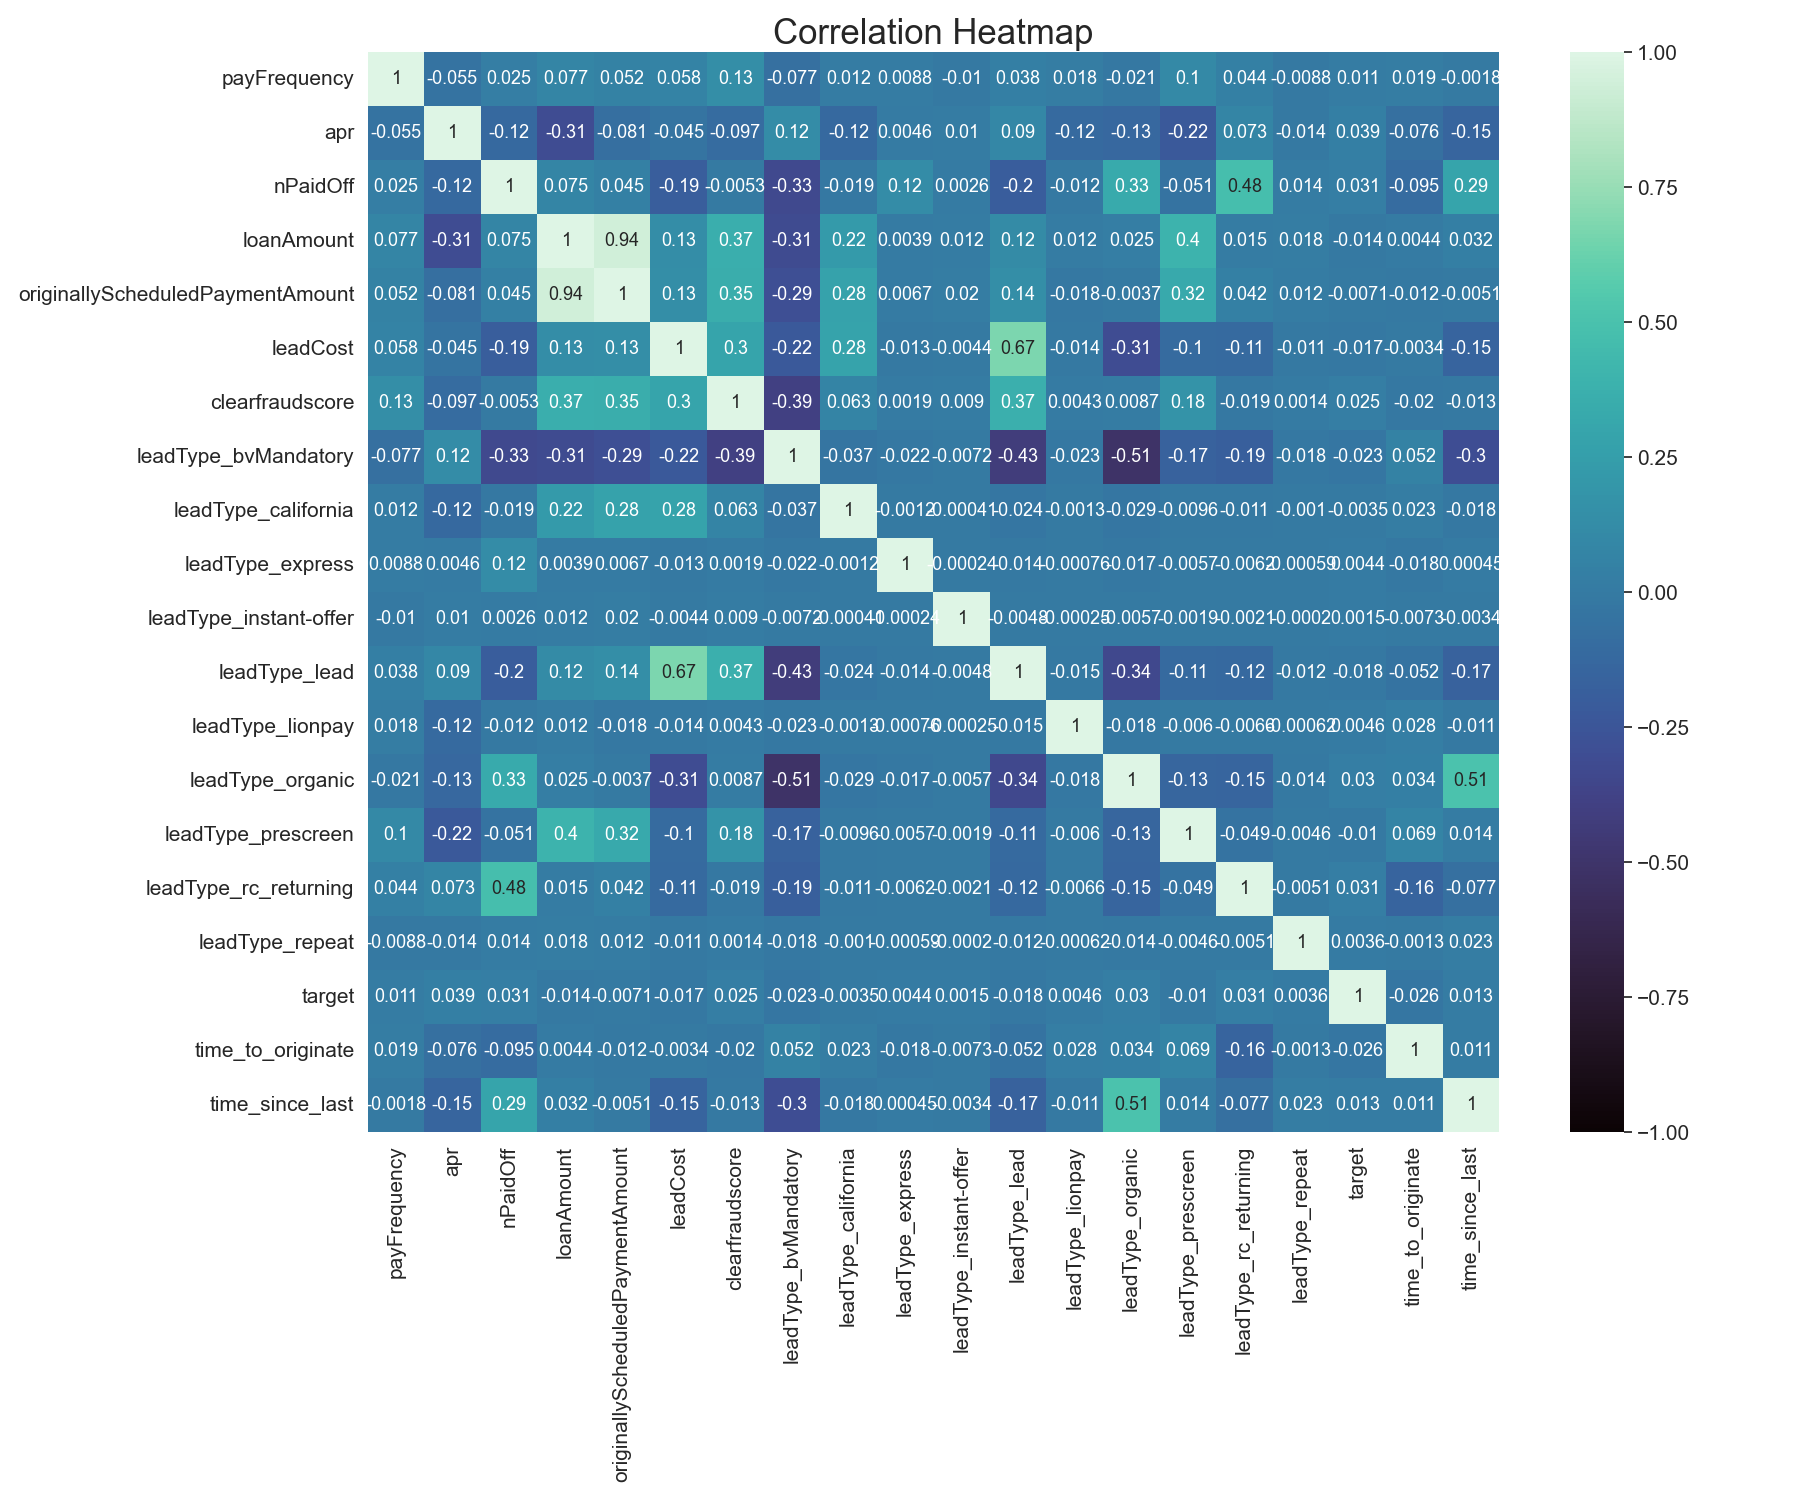 Correlation Heatmap
payFrequency 1 -0.055 0.025 0.077 0.052 0.058 0.13 -0.077 0.012 0.0088 -0.01 0.038 0.018 -0.021 0.1 0.044 -0.0088 0.011 0.019 -0.0018
apr -0.055 1 -0.12 -0.31 -0.081 -0.045 -0.097 0.12 -0.12 0.0046 0.01 0.09 -0.12 -0.13 -0.22 0.073 -0.014 0.039 -0.076 -0.15
nPaidOff 0.025 -0.12 1 0.075 0.045 -0.19 -0.0053 -0.33 -0.019 0.12 0.0026 -0.2 -0.012 0.33 -0.051 0.48 0.014 0.031 -0.095 0.29
loanAmount 0.077 -0.31 0.075 1 0.94 0.13 0.37 -0.31 0.22 0.0039 0.012 0.12 0.012 0.025 0.4 0.015 0.018 -0.014 0.0044 0.032
originallyScheduledPaymentAmount 0.052 -0.081 0.045 0.94 1 0.13 0.35 -0.29 0.28 0.0067 0.02 0.14 -0.018 -0.0037 0.32 0.042 0.012 -0.0071 -0.012 -0.0051
leadCost 0.058 -0.045 -0.19 0.13 0.13 1 0.3 -0.22 0.28 -0.013 -0.0044 0.67 -0.014 -0.31 -0.1 -0.11 -0.011 -0.017 -0.0034 -0.15
clearfraudscore 0.13 -0.097 -0.0053 0.37 0.35 0.3 1 -0.39 0.063 0.0019 0.009 0.37 0.0043 0.0087 0.18 -0.019 0.0014 0.025 -0.02 -0.013
leadType_bvMandatory -0.077 0.12 -0.33 -0.31 -0.29 -0.22 -0.39 1 -0.037 -0.022 -0.0072 -0.43 -0.023 -0.51 -0.17 -0.19 -0.018 -0.023 0.052 -0.3
leadType_california 0.012 -0.12 -0.019 0.22 0.28 0.28 0.063 -0.037 1 -0.0012 -0.00041 -0.024 -0.0013 -0.029 -0.0096 -0.011 -0.001 -0.0035 0.023 -0.018
leadType_express 0.0088 0.0046 0.12 0.0039 0.0067 -0.013 0.0019 -0.022 -0.0012 1 -0.00024 -0.014 -0.00076 -0.017 -0.0057 -0.0062 -0.00059 0.0044 -0.018 0.00045
leadType_instant-offer -0.01 0.01 0.0026 0.012 0.02 -0.0044 0.009 -0.0072 -0.00041 -0.00024 1 -0.0048 -0.00025 -0.0057 -0.0019 -0.0021 -0.0002 0.0015 -0.0073 -0.0034
leadType_lead 0.038 0.09 -0.2 0.12 0.14 0.67 0.37 -0.43 -0.024 -0.014 -0.0048 1 -0.015 -0.34 -0.11 -0.12 -0.012 -0.018 -0.052 -0.17
leadType_lionpay 0.018 -0.12 -0.012 0.012 -0.018 -0.014 0.0043 -0.023 -0.0013 -0.00076 -0.00025 -0.015 1 -0.018 -0.006 -0.0066 -0.00062 0.0046 0.028 -0.011
leadType_organic -0.021 -0.13 0.33 0.025 -0.0037 -0.31 0.0087 -0.51 -0.029 -0.017 -0.0057 -0.34 -0.018 1 -0.13 -0.15 -0.014 0.03 0.034 0.51
leadType_prescreen 0.1 -0.22 -0.051 0.4 0.32 -0.1 0.18 -0.17 -0.0096 -0.0057 -0.0019 -0.11 -0.006 -0.13 1 -0.049 -0.0046 -0.01 0.069 0.014
leadType_rc_returning 0.044 0.073 0.48 0.015 0.042 -0.11 -0.019 -0.19 -0.011 -0.0062 -0.0021 -0.12 -0.0066 -0.15 -0.049 1 -0.0051 0.031 -0.16 -0.077
leadType_repeat -0.0088 -0.014 0.014 0.018 0.012 -0.011 0.0014 -0.018 -0.001 -0.00059 -0.0002 -0.012 -0.00062 -0.014 -0.0046 -0.0051 1 0.0036 -0.0013 0.023
target 0.011 0.039 0.031 -0.014 -0.0071 -0.017 0.025 -0.023 -0.0035 0.0044 0.0015 -0.018 0.0046 0.03 -0.01 0.031 0.0036 1 -0.026 0.013
time_to_originate 0.019 -0.076 -0.095 0.0044 -0.012 -0.0034 -0.02 0.052 0.023 -0.018 -0.0073 -0.052 0.028 0.034 0.069 -0.16 -0.0013 -0.026 1 0.011
time_since_last -0.0018 -0.15 0.29 0.032 -0.0051 -0.15 -0.013 -0.3 -0.018 0.00045 -0.0034 -0.17 -0.011 0.51 0.014 -0.077 0.023 0.013 0.011 1
payFrequency
apr
nPaidOff
loanAmount
originallyScheduledPaymentAmount
leadCost
clearfraudscore
leadType_bvMandatory
leadType_california
leadType_express
leadType_instant-offer
leadType_lead
leadType_lionpay
leadType_organic
leadType_prescreen
leadType_rc_returning
leadType_repeat
target
time_to_originate
time_since_last
1.00
0.75
0.50
0.25
0.00
−0.25
−0.50
−0.75
−1.00